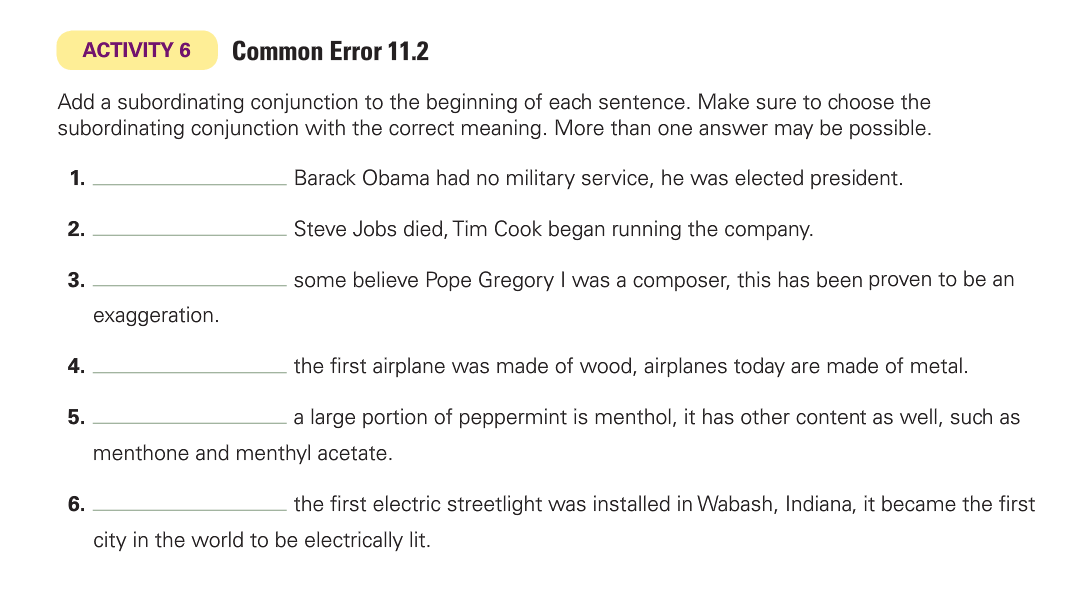 ACTIVITY 6 Common Error 11.2
Add a subordinating conjunction to the beginning of each sentence. Make sure to choose the
subordinating conjunction with the correct meaning. More than one answer may be possible.
1. ____________________ Barack Obama had no military service, he was elected president.
2. ____________________ Steve Jobs died, Tim Cook began running the company.
3. ____________________ some believe Pope Gregory I was a composer, this has been proven to be an
exaggeration.
4. ____________________ the first airplane was made of wood, airplanes today are made of metal.
5. ____________________ a large portion of peppermint is menthol, it has other content as well, such as
menthone and menthyl acetate.
6. ____________________ the first electric streetlight was installed in Wabash, Indiana, it became the first
city in the world to be electrically lit.